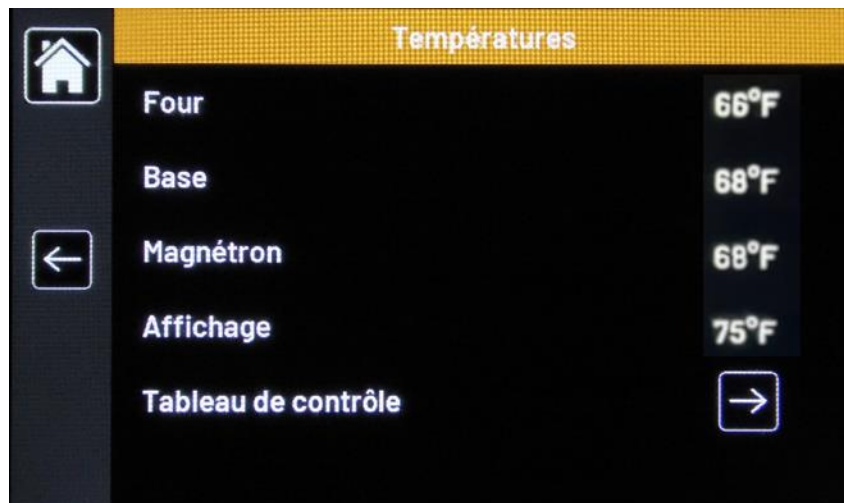 Températures
Four 66°F
Base 68°F
Magnétron 68°F
Affichage 75°F
Tableau de contrôle